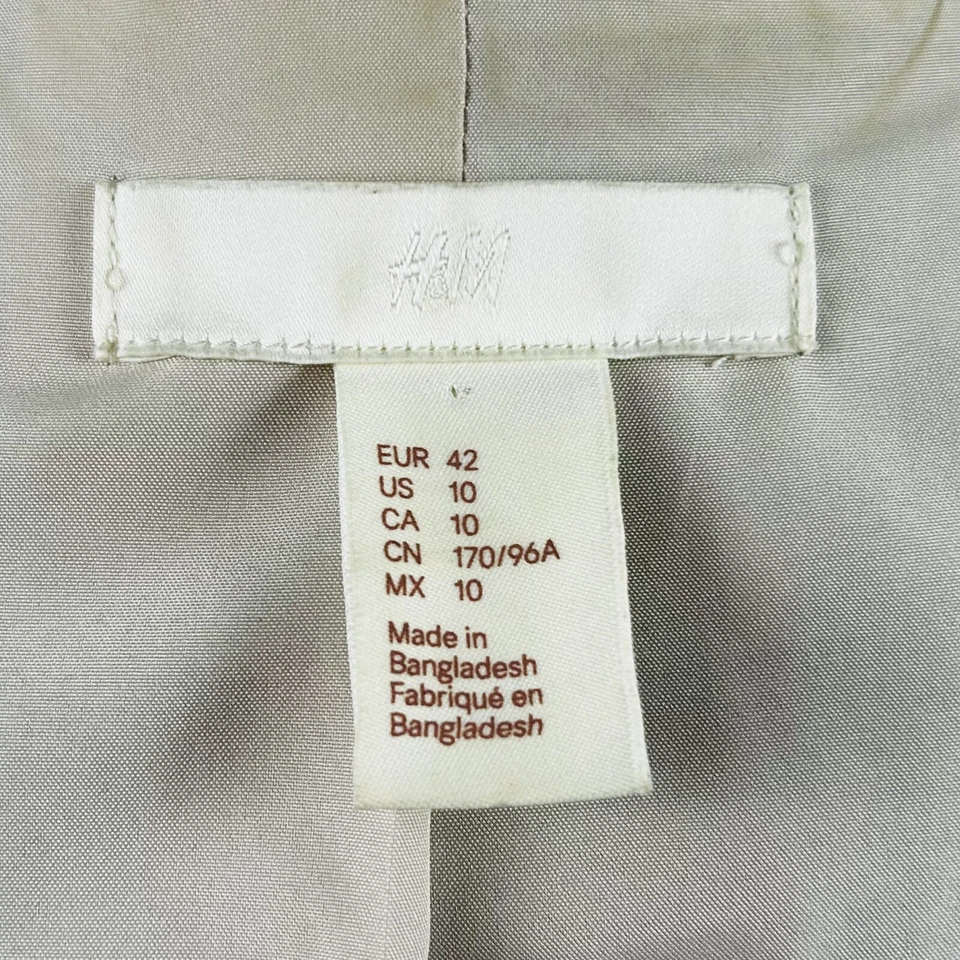 H&M
EUR 42
US 10
CA 10
CN 170/96A
MX 10
Made in
Bangladesh
Fabriqué en
Bangladesh